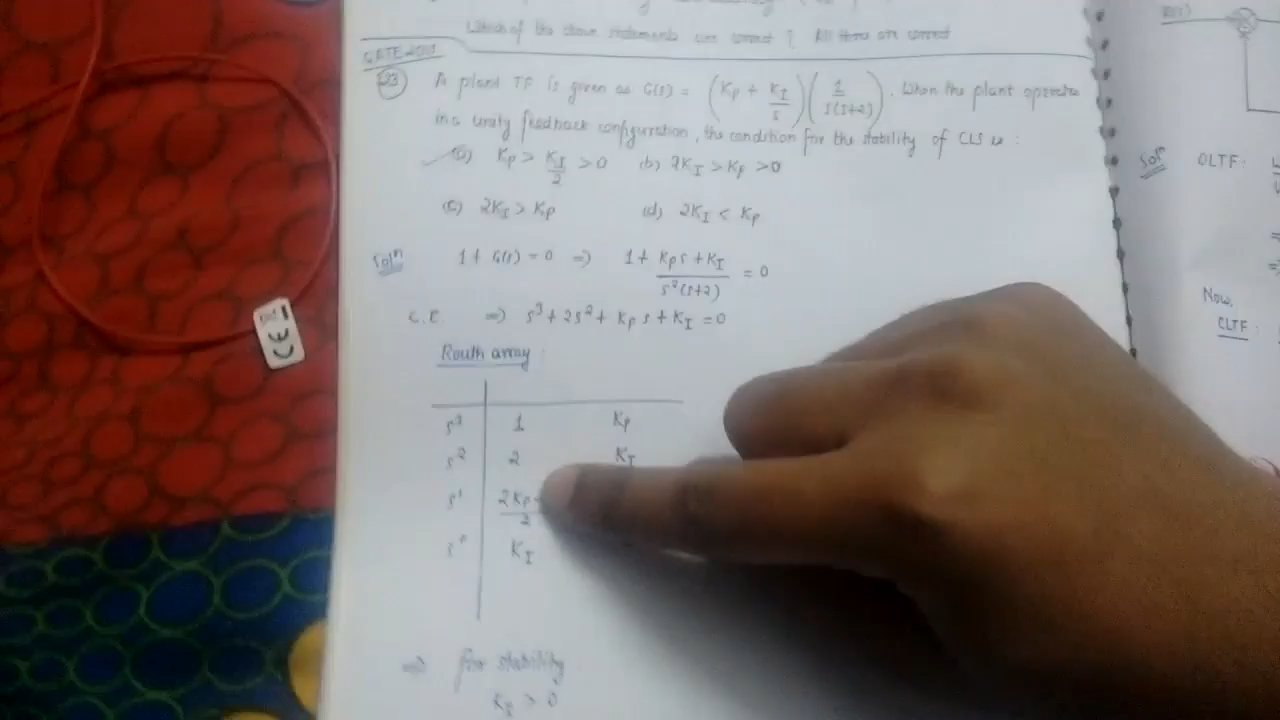 Which of the above statements are correct ? All three are correct
GATE
Q3) A plant TF is given as G(s) = (Kp + KI/s) (1/s(s+2)). When the plant operates
in a unity feedback configuration, the condition for the stability of CLS is :
(a) Kp > KI/2 > 0 (b) 2KI > Kp > 0
(c) 2KI > Kp (d) 2KI < Kp
Solⁿ 1 + G(s) = 0 => 1 + Kps + KI / s²(s+2) = 0
C.E. => s³ + 2s² + Kp s + KI = 0
Routh array :
s³ 1 Kp
s² 2 KI
s¹ 2Kp- / 2
s⁰ KI
=> for stability
KI > 0
R(s)
Solⁿ OLTF :
Now,
CLTF :
CE